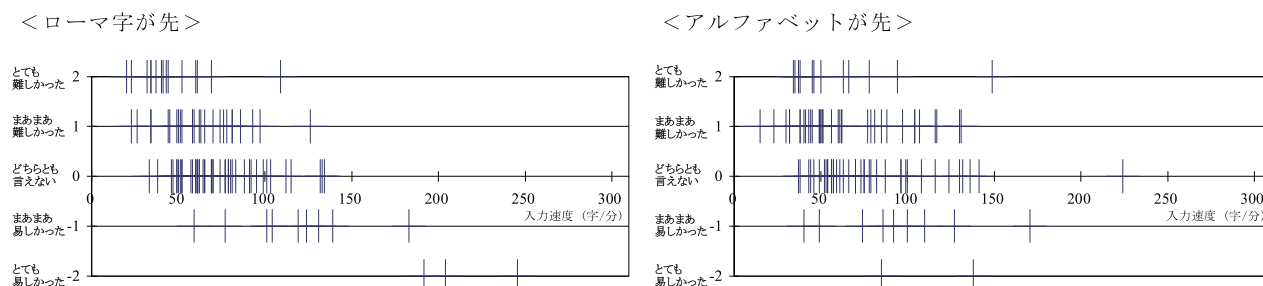 ＜ローマ字が先＞
とても
難しかった 2
まあまあ
難しかった 1
どちらとも
言えない 0
0 50 100 150 200 250 300
入力速度（字/分）
まあまあ
易しかった -1
とても
易しかった -2
＜アルファベットが先＞
とても
難しかった 2
まあまあ
難しかった 1
どちらとも
言えない 0
0 50 100 150 200 250 300
入力速度（字/分）
まあまあ
易しかった -1
とても
易しかった -2